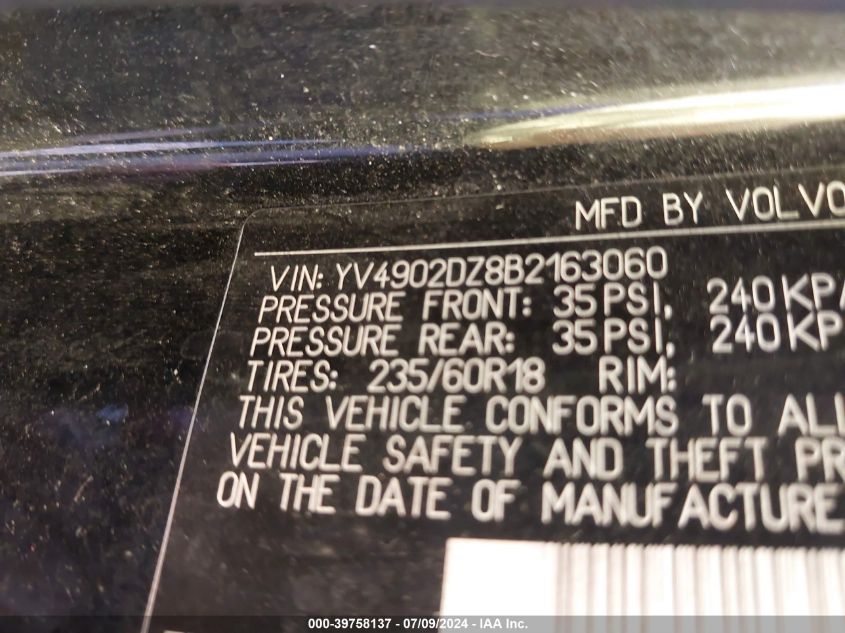 MFD BY VOLVO
VIN: YV4902DZ8B2163060
PRESSURE FRONT: 35 PSI, 240 KPA
PRESSURE REAR: 35 PSI, 240 KP
TIRES: 235/60R18 RIM:
THIS VEHICLE CONFORMS TO ALL
VEHICLE SAFETY AND THEFT PR
ON THE DATE OF MANUFACTURE
000-39758137 - 07/09/2024 - IAA Inc.